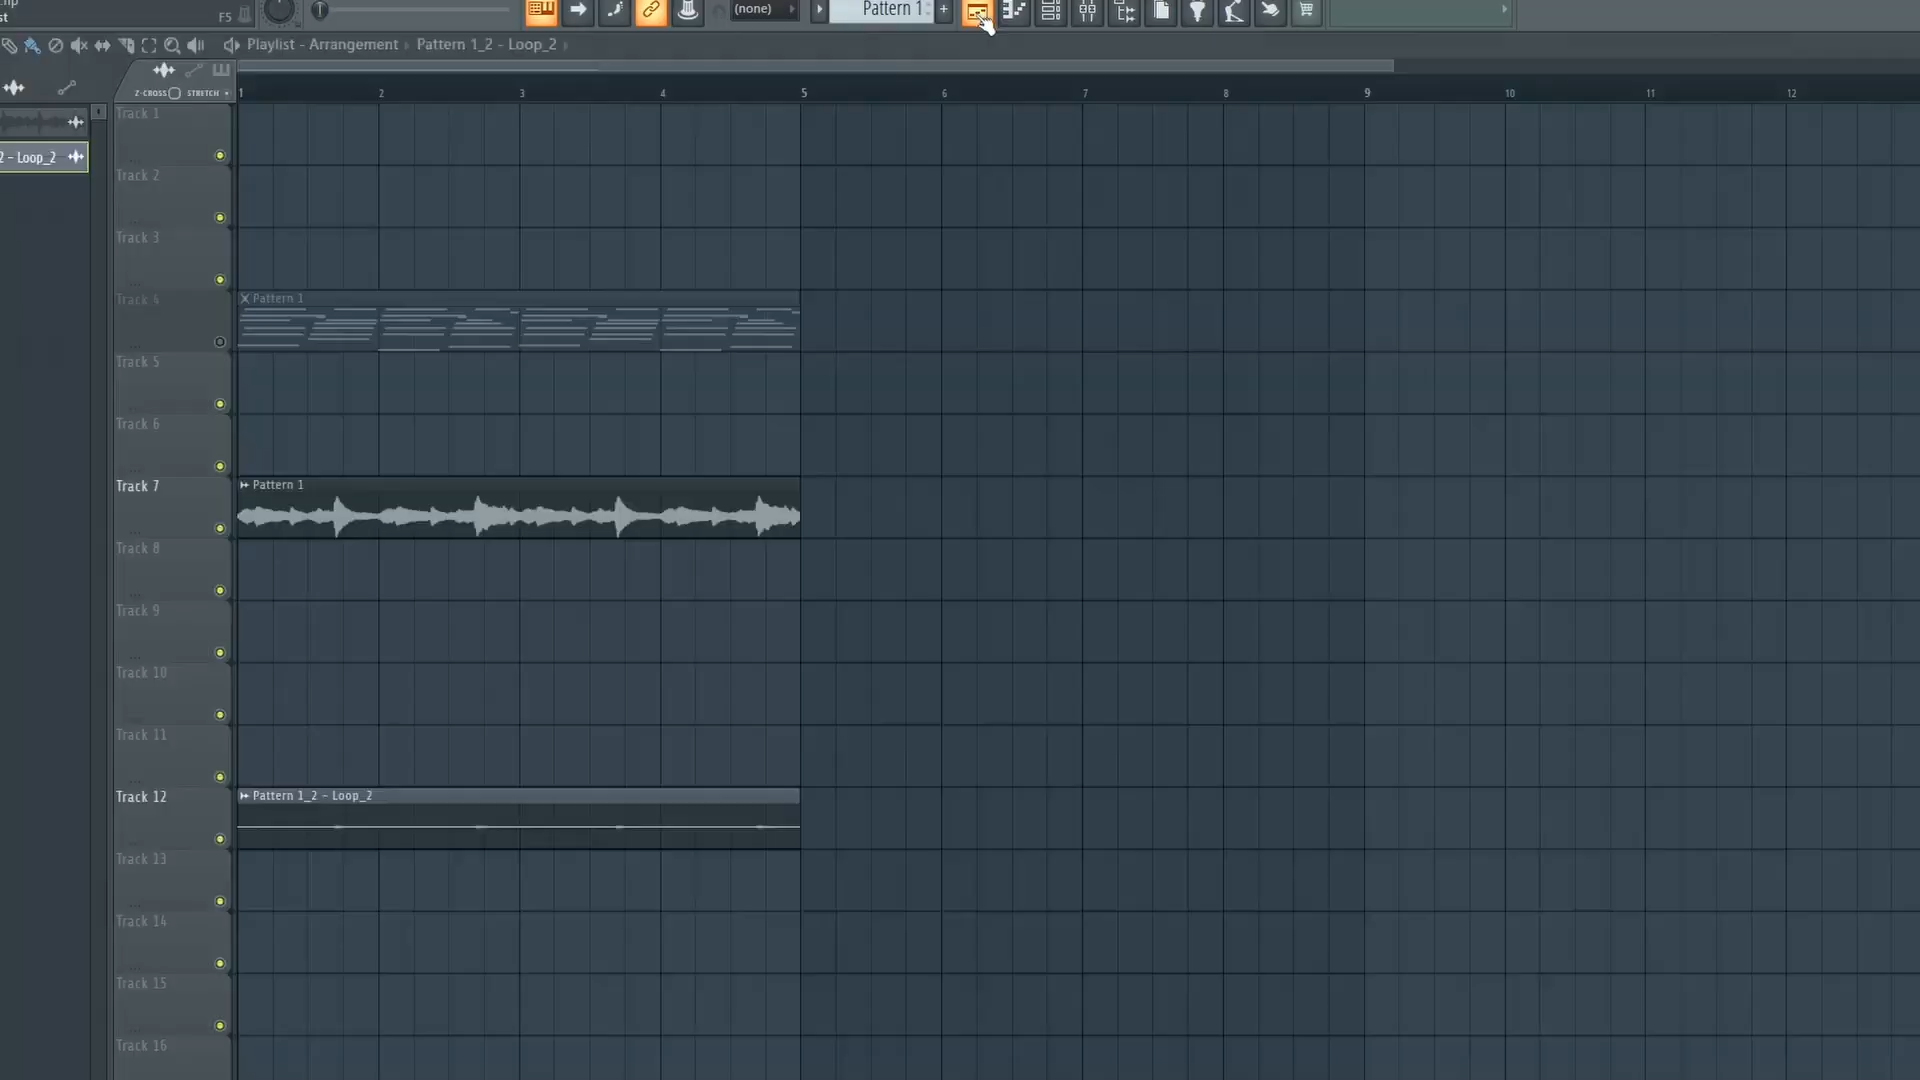 F5
(none)
Pattern 1
+
Playlist - Arrangement › Pattern 1_2 - Loop_2 ›
Z-CROSS STRETCH
1 2 3 4 5 6 7 8 9 10 11 12
2 - Loop_2
Track 1
Track 2
Track 3
Track 4
Pattern 1
Track 5
Track 6
Track 7
Pattern 1
Track 8
Track 9
Track 10
Track 11
Track 12
Pattern 1_2 - Loop_2
Track 13
Track 14
Track 15
Track 16